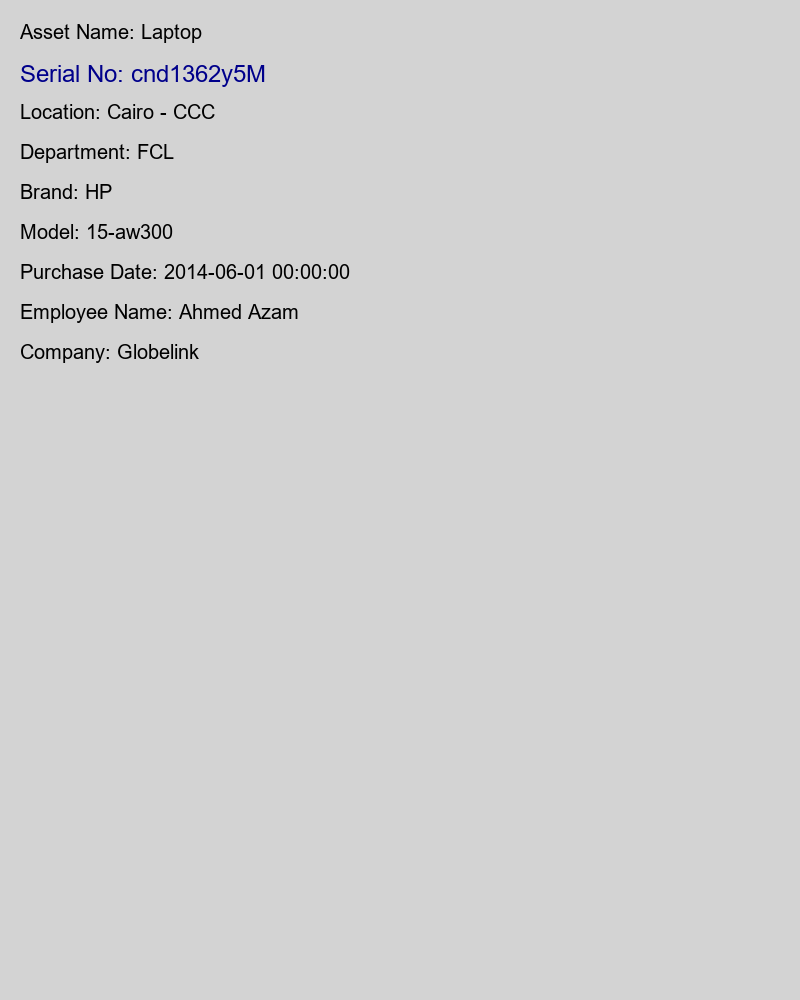 Asset Name: Laptop
Serial No: cnd1362y5M
Location: Cairo - CCC
Department: FCL
Brand: HP
Model: 15-aw300
Purchase Date: 2014-06-01 00:00:00
Employee Name: Ahmed Azam
Company: Globelink